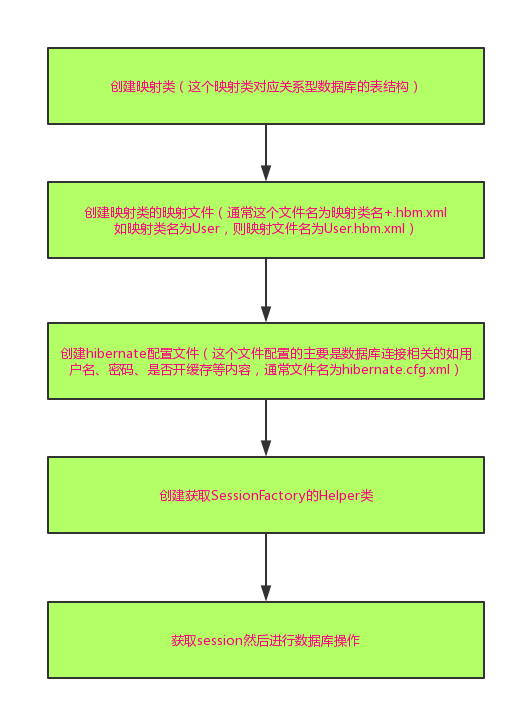 创建映射类（这个映射类对应关系型数据库的表结构）
创建映射类的映射文件（通常这个文件名为映射类名+.hbm.xml
如映射类名为User，则映射文件名为User.hbm.xml）
创建hibernate配置文件（这个文件配置的主要是数据库连接相关的如用
户名、密码、是否开缓存等内容，通常文件名为hibernate.cfg.xml）
创建获取SessionFactory的Helper类
获取session然后进行数据库操作